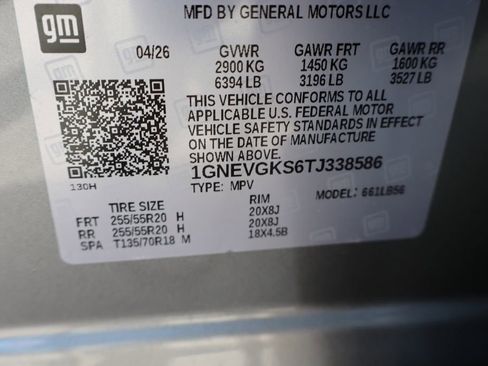 gm
MFD BY GENERAL MOTORS LLC
04/26 GVWR GAWR FRT GAWR RR
2900 KG 1450 KG 1600 KG
6394 LB 3196 LB 3527 LB
THIS VEHICLE CONFORMS TO ALL
APPLICABLE U.S. FEDERAL MOTOR
VEHICLE SAFETY STANDARDS IN EFFECT
ON THE DATE OF MANUFACTURE
SHOWN ABOVE.
1GNEVGKS6TJ338586
130H TYPE: MPV MODEL: 661LB56
TIRE SIZE RIM
FRT 255/55R20 H 20X8J
RR 255/55R20 H 20X8J
SPA T135/70R18 M 18X4.5B